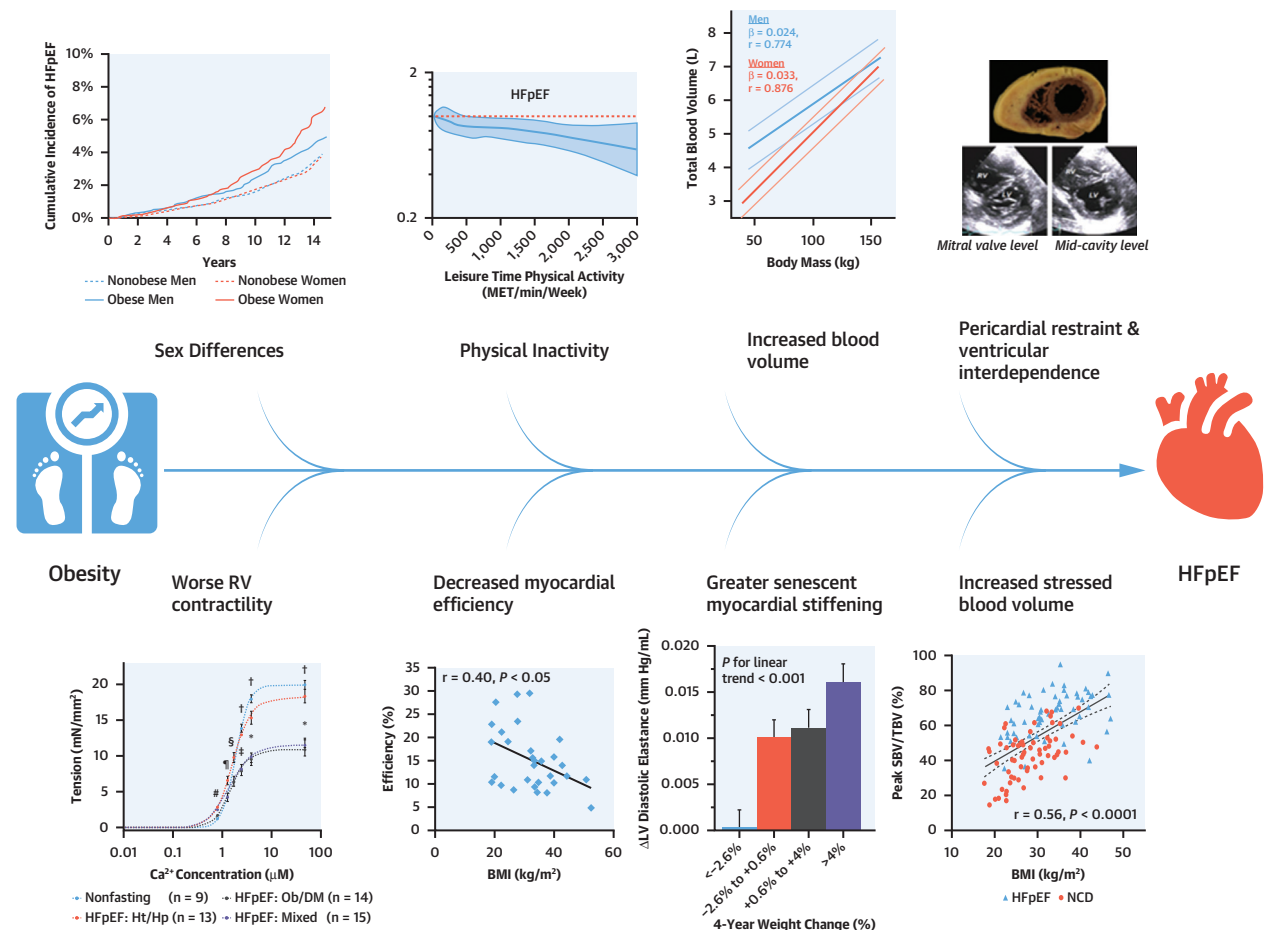 Cumulative Incidence of HFpEF
10%
8%
6%
4%
2%
0%
0 2 4 6 8 10 12 14
Years
Nonobese Men Nonobese Women
Obese Men Obese Women
HFpEF
2
0.2
0 500 1,000 1,500 2,000 2,500 3,000
Leisure Time Physical Activity
(MET/min/Week)
Total Blood Volume (L)
8
7
6
5
4
3
Men
β = 0.024,
r = 0.774
Women
β = 0.033,
r = 0.876
50 100 150
Body Mass (kg)
RV
LV
RV
LV
Mitral valve level Mid-cavity level
Sex Differences
Physical Inactivity
Increased blood
volume
Pericardial restraint &
ventricular
interdependence
Obesity
HFpEF
Worse RV
contractility
Decreased myocardial
efficiency
Greater senescent
myocardial stiffening
Increased stressed
blood volume
Tension (mN/mm²)
20
15
10
5
0
# ¶ § † ‡ † * † *
0.01 0.1 1 10 100
Ca²⁺ Concentration (μM)
Nonfasting (n = 9) HFpEF: Ob/DM (n = 14)
HFpEF: Ht/Hp (n = 13) HFpEF: Mixed (n = 15)
Efficiency (%)
35
30
25
20
15
10
5
0
r = 0.40, P < 0.05
0 20 40 60
BMI (kg/m²)
ΔLV Diastolic Elastance (mm Hg/mL)
0.020
0.015
0.010
0.005
0.000
P for linear
trend < 0.001
<−2.6%
−2.6% to +0.6%
+0.6% to +4%
>4%
4-Year Weight Change (%)
Peak SBV/TBV (%)
100
80
60
40
20
0
r = 0.56, P < 0.0001
10 20 30 40 50
BMI (kg/m²)
HFpEF NCD